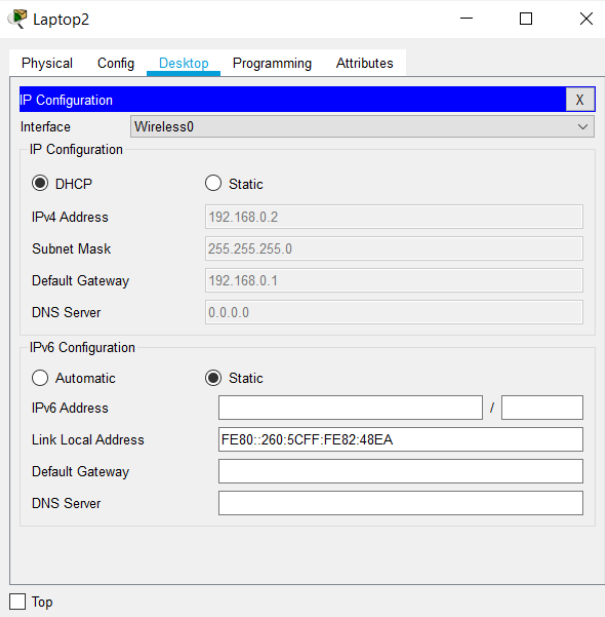 Laptop2
Physical Config Desktop Programming Attributes
IP Configuration X
Interface Wireless0
IP Configuration
DHCP Static
IPv4 Address 192.168.0.2
Subnet Mask 255.255.255.0
Default Gateway 192.168.0.1
DNS Server 0.0.0.0
IPv6 Configuration
Automatic Static
IPv6 Address /
Link Local Address FE80::260:5CFF:FE82:48EA
Default Gateway
DNS Server
Top